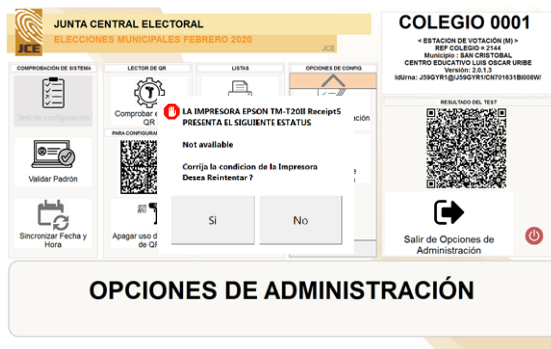 JCE
JUNTA CENTRAL ELECTORAL
ELECCIONES MUNICIPALES FEBRERO 2020
JCE
COLEGIO 0001
< ESTACION DE VOTACIÓN (M) >
REF COLEGIO = 2144
Municipio : SAN CRISTOBAL
CENTRO EDUCATIVO LUIS OSCAR URIBE
Versión: 2.0.1.3
IdUrna: J59GYR1@/J59GYR1/CN701631BI008W/
COMPROBACIÓN DE SISTEMA
LECTOR DE QR
LISTAS
OPCIONES DE CONFIG
Test de configuración
Validar Padrón
Sincronizar Fecha y
Hora
Comprobar
QR
PARA CONFIGURAR
Apagar uso d
de QR
LA IMPRESORA EPSON TM-T20II Receipt5
PRESENTA EL SIGUIENTE ESTATUS
Not available
Corrija la condicion de la Impresora
Desea Reintentar ?
Si
No
ción
RESULTADO DEL TEST
Salir de Opciones de
Administración
OPCIONES DE ADMINISTRACIÓN